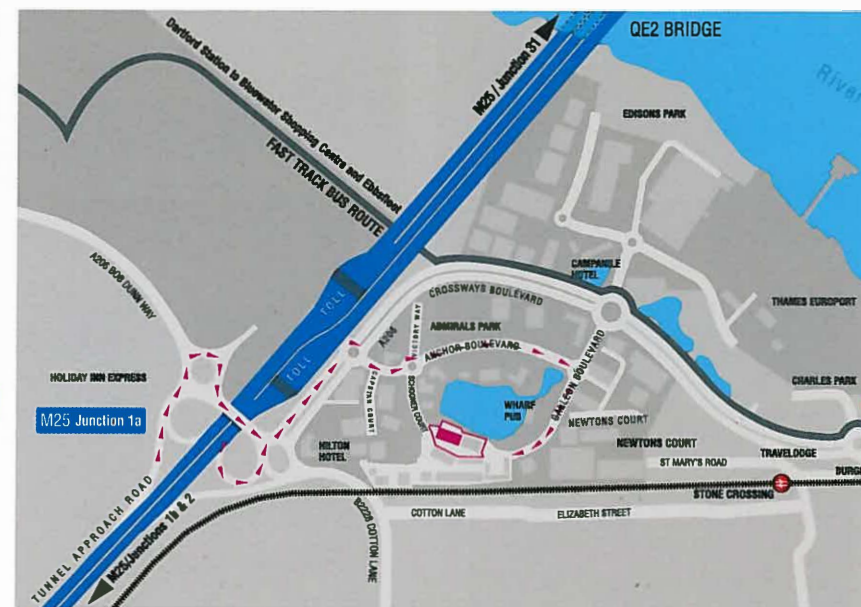 QE2 BRIDGE
River
M25 / Junction 31
Dartford Station to Bluewater Shopping Centre and Ebbsfleet
FAST TRACK BUS ROUTE
EDISONS PARK
A206 BOB DUNN WAY
CAMPANILE
HOTEL
CROSSWAYS BOULEVARD
THAMES EUROPORT
TOLL
TOLL
A206
VICTORY WAY
ADMIRALS PARK
ANCHOR BOULEVARD
HOLIDAY INN EXPRESS
CAPSTAN COURT
SCHOONER COURT
GALLEON BOULEVARD
CHARLES PARK
WHARF
PUB
M25 Junction 1a
NEWTONS COURT
HILTON
HOTEL
NEWTONS COURT
TRAVELODGE
ST MARY'S ROAD
BURG
STONE CROSSING
TUNNEL APPROACH ROAD
M25/Junctions 1b & 2
B2228 COTTON LANE
COTTON LANE
ELIZABETH STREET